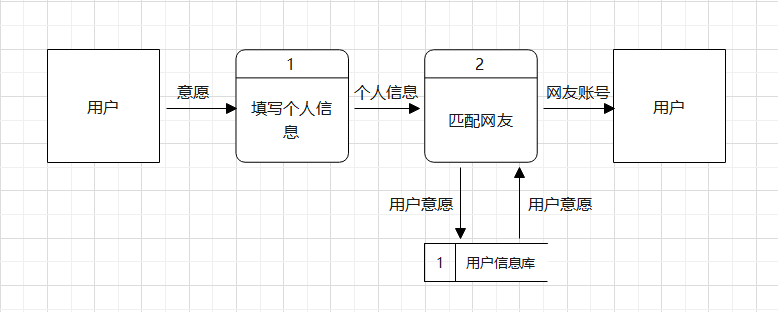 1
2
用户
意愿
填写个人信
息
个人信息
匹配网友
网友账号
用户
用户意愿
用户意愿
1
用户信息库